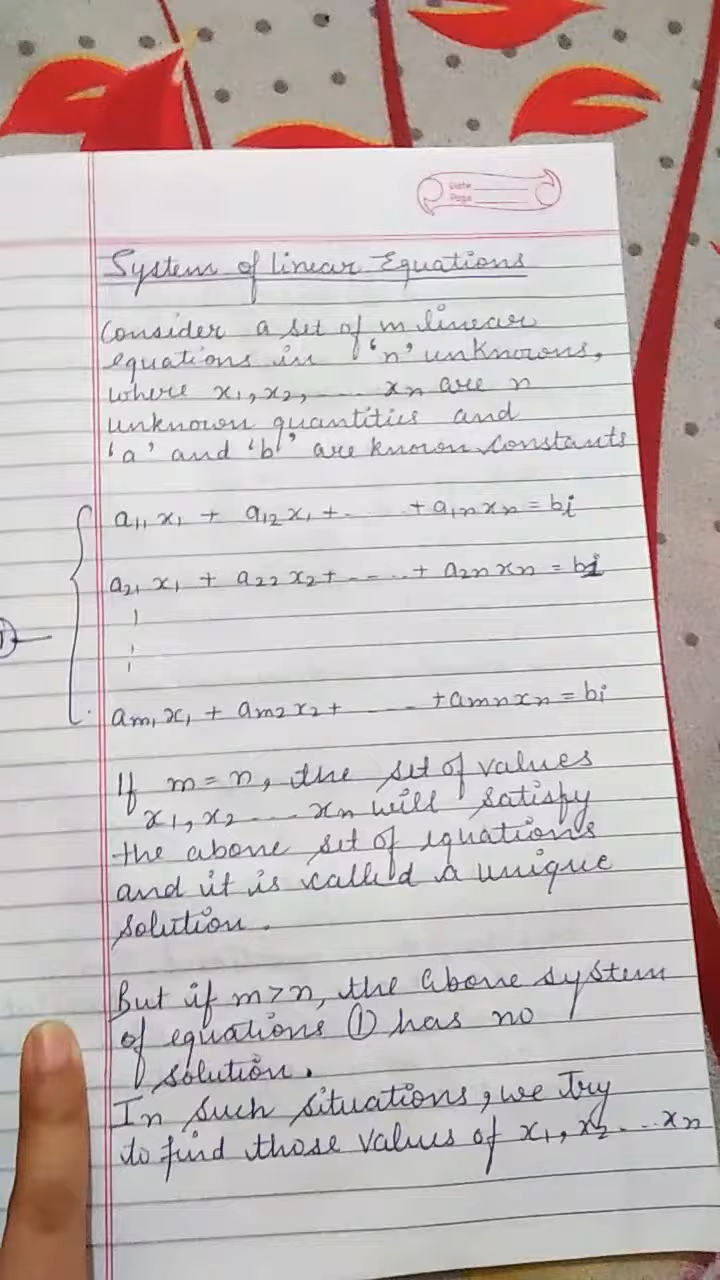 Date
Page
System of linear Equations
Consider a set of m linear
equations in 'n' unknowns,
where x₁, x₂, ..... xn are n
unknown quantities and
'a' and 'b' are known constants
a₁₁ x₁ + a₁₂ x₁ + ..... + a₁n xn = bi
a₂₁ x₁ + a₂₂ x₂ + ..... + a₂n xn = bi
①
am₁ x₁ + am₂ x₂ + ..... + amn xn = bi
If m = n, the set of values
x₁, x₂ .... xn will satisfy
the above set of equations
and it is called a unique
solution.
But if m > n, the above system
of equations ① has no
solution.
In such situations, we try
to find those values of x₁, x₂ ... xn